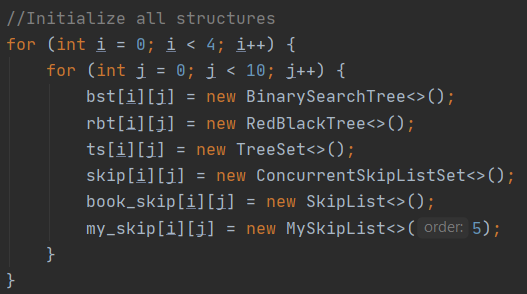 //Initialize all structures
for (int i = 0; i < 4; i++) {
    for (int j = 0; j < 10; j++) {
        bst[i][j] = new BinarySearchTree<>();
        rbt[i][j] = new RedBlackTree<>();
        ts[i][j] = new TreeSet<>();
        skip[i][j] = new ConcurrentSkipListSet<>();
        book_skip[i][j] = new SkipList<>();
        my_skip[i][j] = new MySkipList<>( order: 5);
    }
}